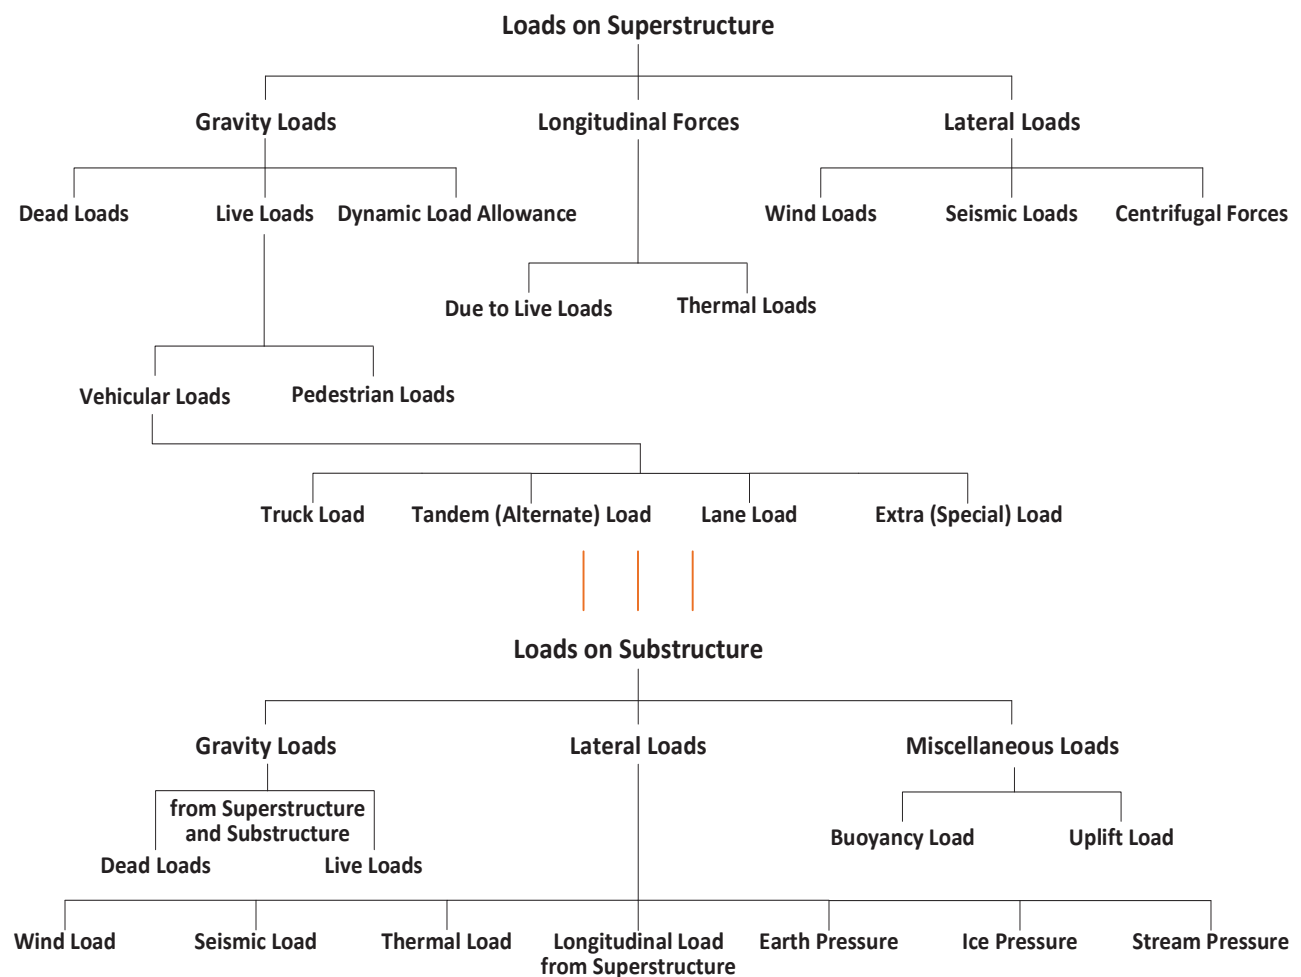 Loads on Superstructure
Gravity Loads
Longitudinal Forces
Lateral Loads
Dead Loads
Live Loads
Dynamic Load Allowance
Wind Loads
Seismic Loads
Centrifugal Forces
Due to Live Loads
Thermal Loads
Vehicular Loads
Pedestrian Loads
Truck Load
Tandem (Alternate) Load
Lane Load
Extra (Special) Load
Loads on Substructure
Gravity Loads
Lateral Loads
Miscellaneous Loads
from Superstructure
and Substructure
Buoyancy Load
Uplift Load
Dead Loads
Live Loads
Wind Load
Seismic Load
Thermal Load
Longitudinal Load
from Superstructure
Earth Pressure
Ice Pressure
Stream Pressure